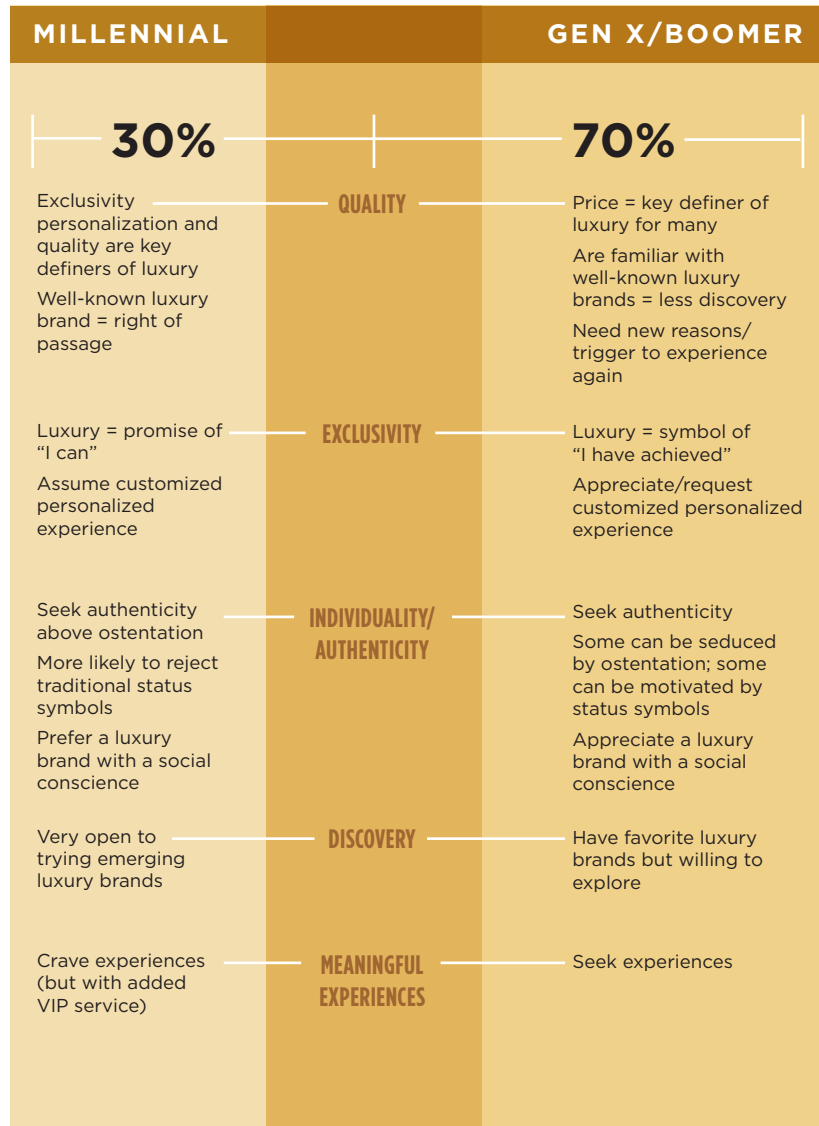 MILLENNIAL
GEN X/BOOMER
30%
70%
Exclusivity
personalization and
quality are key
definers of luxury
Well-known luxury
brand = right of
passage
QUALITY
Price = key definer of
luxury for many
Are familiar with
well-known luxury
brands = less discovery
Need new reasons/
trigger to experience
again
Luxury = promise of
“I can”
Assume customized
personalized
experience
EXCLUSIVITY
Luxury = symbol of
“I have achieved”
Appreciate/request
customized personalized
experience
Seek authenticity
above ostentation
More likely to reject
traditional status
symbols
Prefer a luxury
brand with a social
conscience
INDIVIDUALITY/
AUTHENTICITY
Seek authenticity
Some can be seduced
by ostentation; some
can be motivated by
status symbols
Appreciate a luxury
brand with a social
conscience
Very open to
trying emerging
luxury brands
DISCOVERY
Have favorite luxury
brands but willing to
explore
Crave experiences
(but with added
VIP service)
MEANINGFUL
EXPERIENCES
Seek experiences